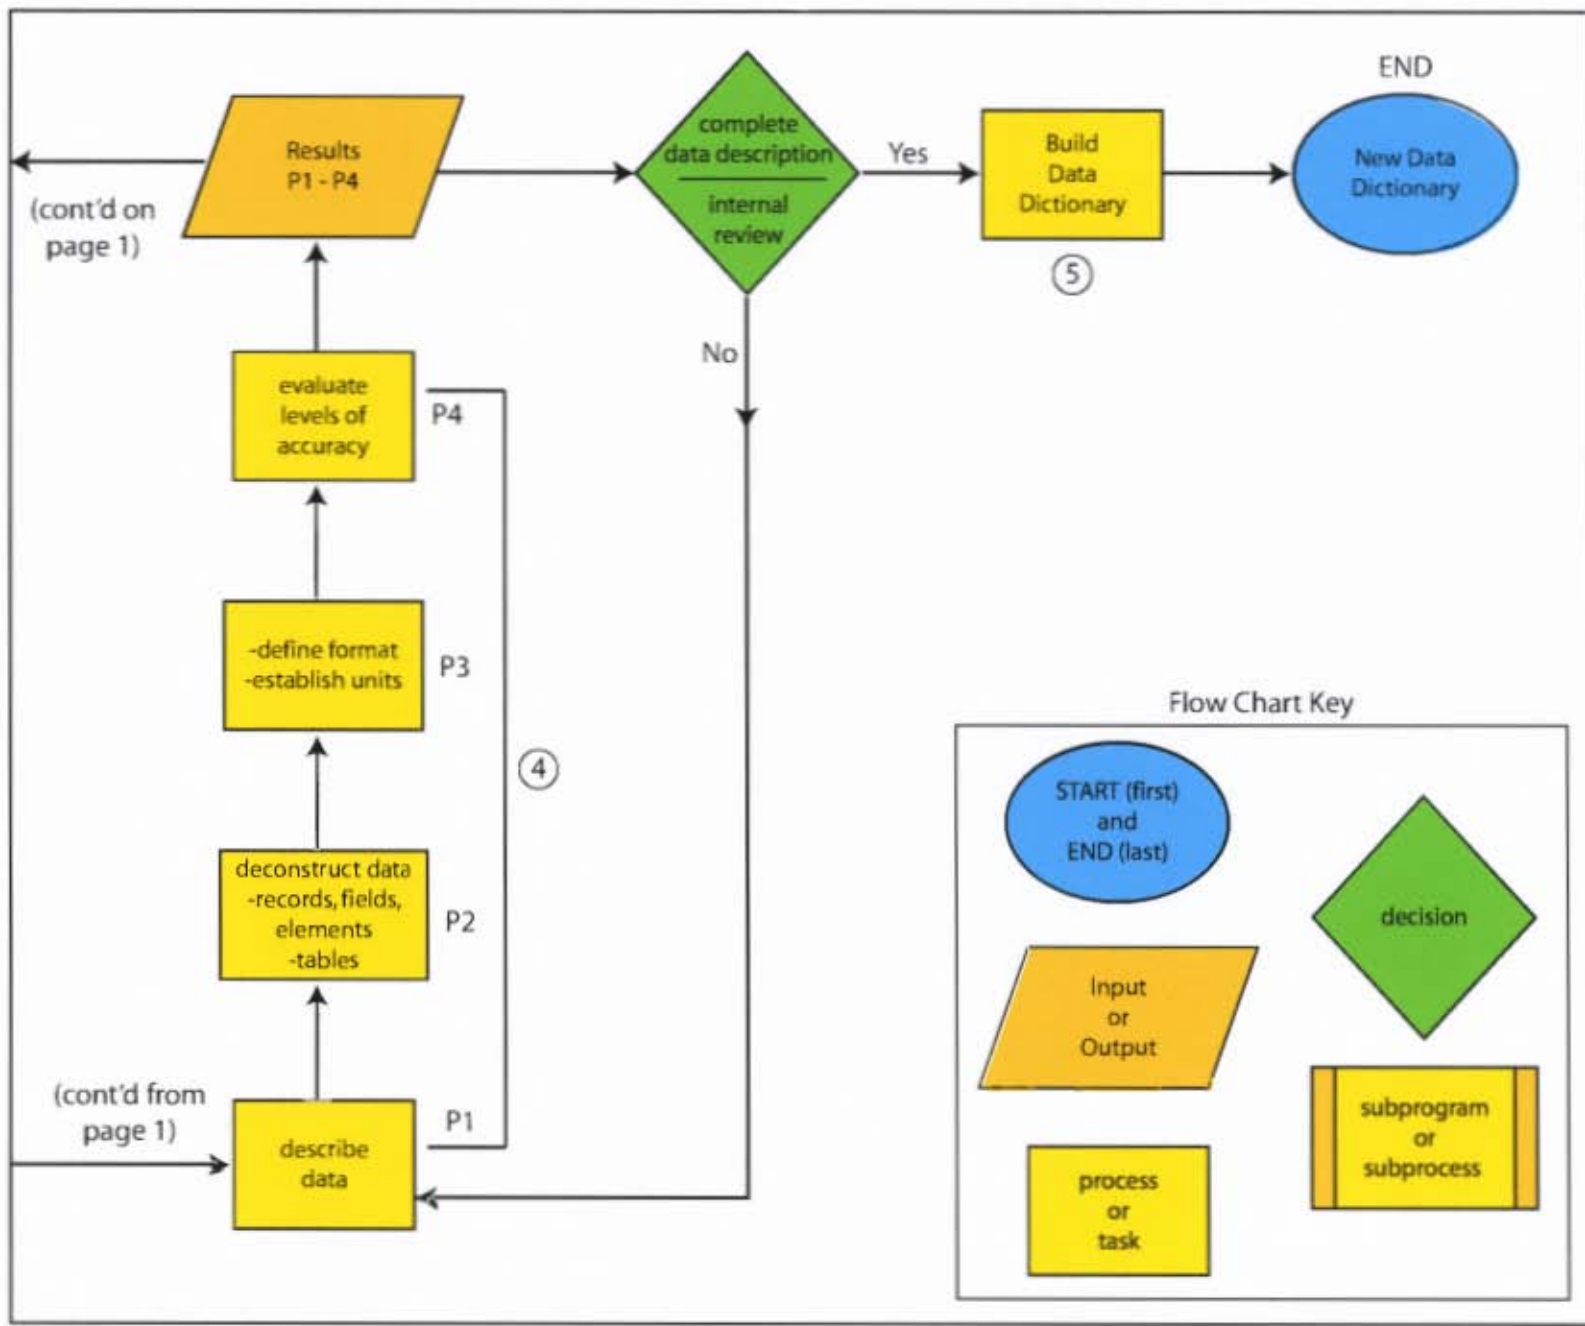 END
Results
P1 - P4
complete
data description
internal
review
Yes
Build
Data
Dictionary
New Data
Dictionary
(cont'd on
page 1)
5
No
evaluate
levels of
accuracy
P4
-define format
-establish units
P3
4
deconstruct data
-records, fields,
elements
-tables
P2
(cont'd from
page 1)
describe
data
P1
Flow Chart Key
START (first)
and
END (last)
decision
Input
or
Output
subprogram
or
subprocess
process
or
task